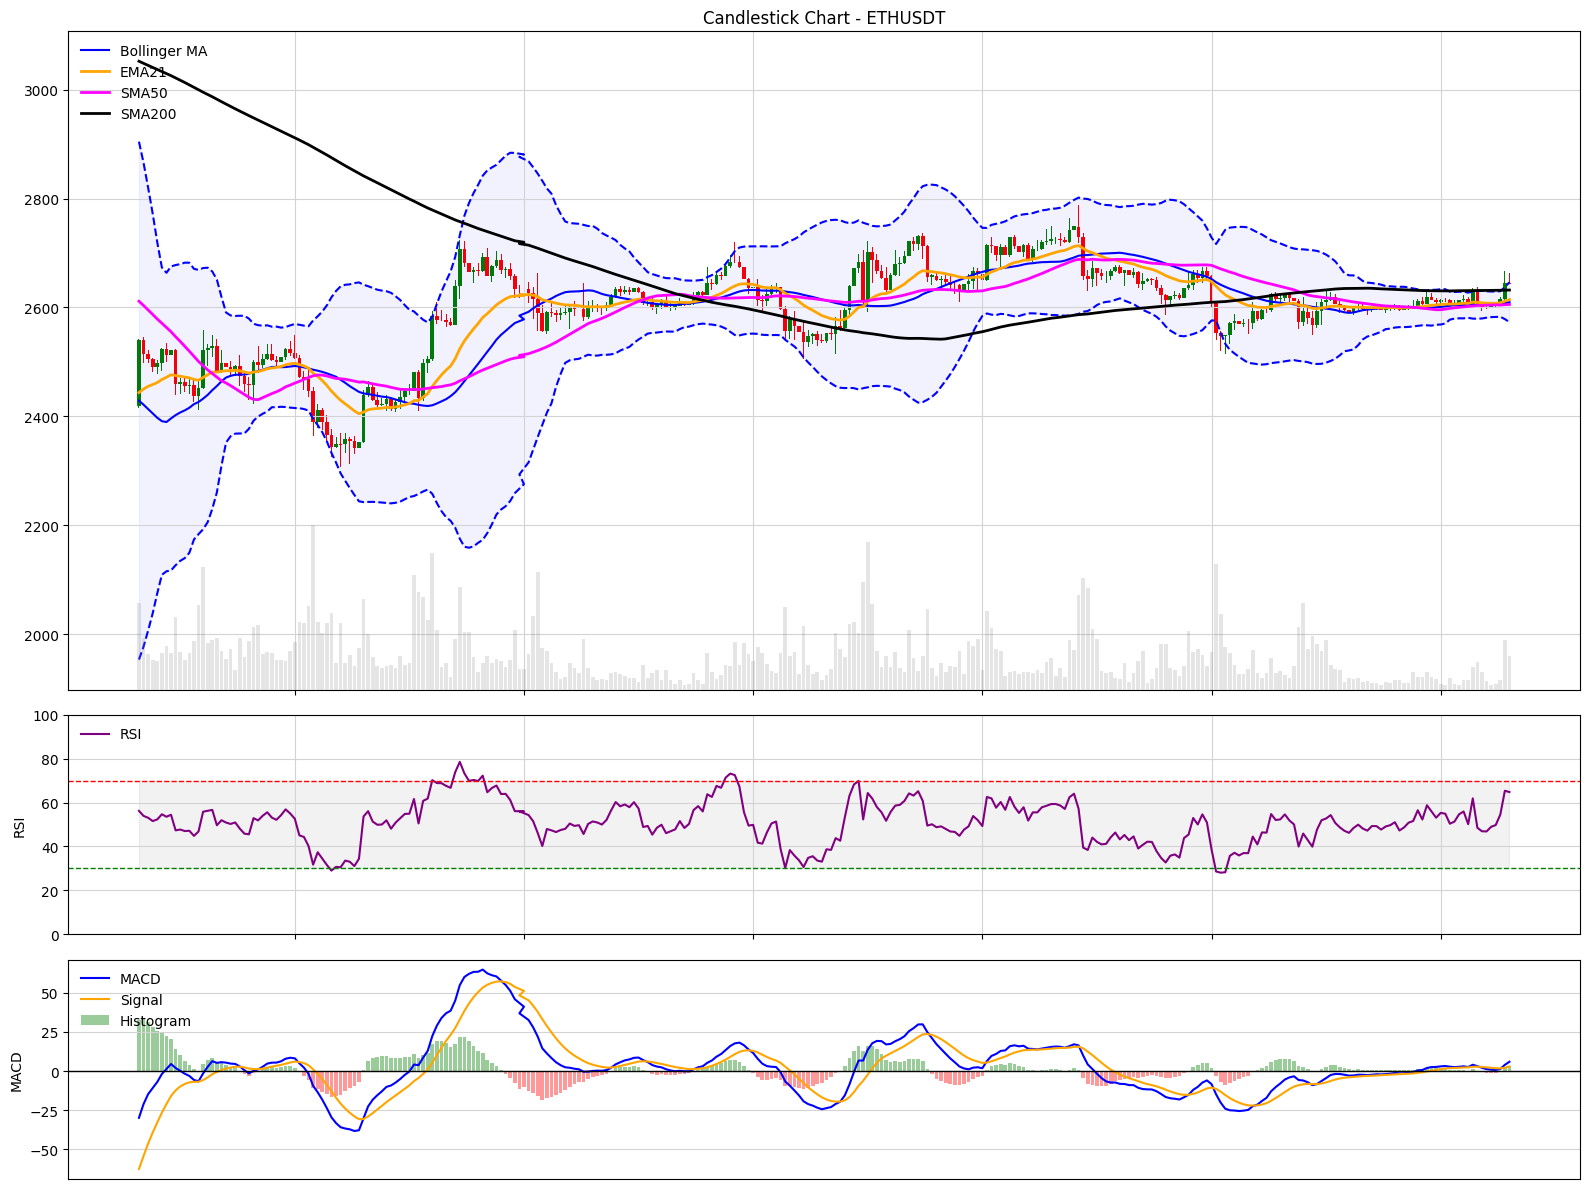 Candlestick Chart - ETHUSDT
Bollinger MA
EMA21
SMA50
SMA200
3000
2800
2600
2400
2200
2000
RSI
100
80
60
40
20
0
RSI
MACD
Signal
Histogram
50
25
0
−25
−50
MACD